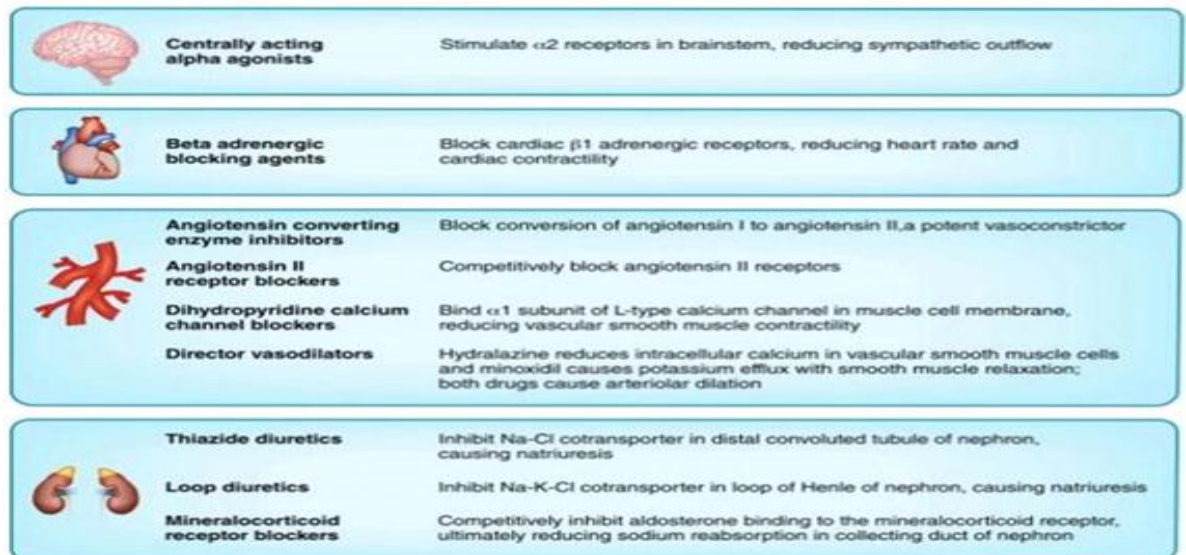 Centrally acting
alpha agonists
Stimulate α2 receptors in brainstem, reducing sympathetic outflow
Beta adrenergic
blocking agents
Block cardiac β1 adrenergic receptors, reducing heart rate and
cardiac contractility
Angiotensin converting
enzyme inhibitors
Block conversion of angiotensin I to angiotensin II,a potent vasoconstrictor
Angiotensin II
receptor blockers
Competitively block angiotensin II receptors
Dihydropyridine calcium
channel blockers
Bind α1 subunit of L-type calcium channel in muscle cell membrane,
reducing vascular smooth muscle contractility
Director vasodilators
Hydralazine reduces intracellular calcium in vascular smooth muscle cells
and minoxidil causes potassium efflux with smooth muscle relaxation;
both drugs cause arteriolar dilation
Thiazide diuretics
Inhibit Na-Cl cotransporter in distal convoluted tubule of nephron,
causing natriuresis
Loop diuretics
Inhibit Na-K-Cl cotransporter in loop of Henle of nephron, causing natriuresis
Mineralocorticoid
receptor blockers
Competitively inhibit aldosterone binding to the mineralocorticoid receptor,
ultimately reducing sodium reabsorption in collecting duct of nephron